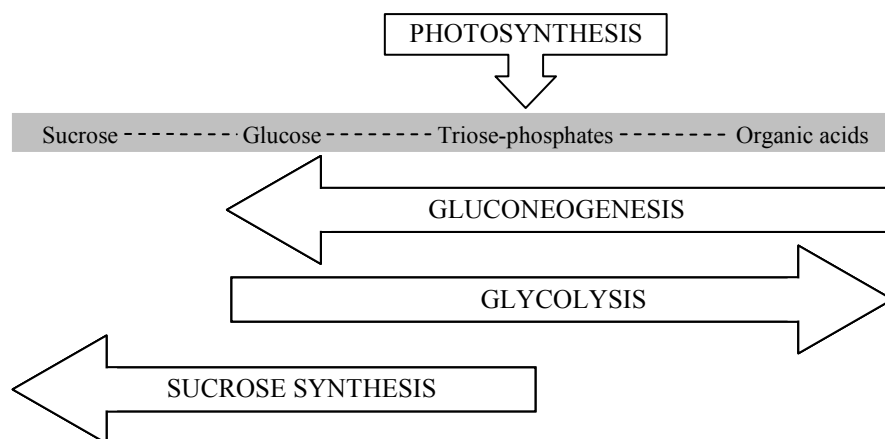 PHOTOSYNTHESIS
Sucrose Glucose Triose-phosphates Organic acids
GLUCONEOGENESIS
GLYCOLYSIS
SUCROSE SYNTHESIS